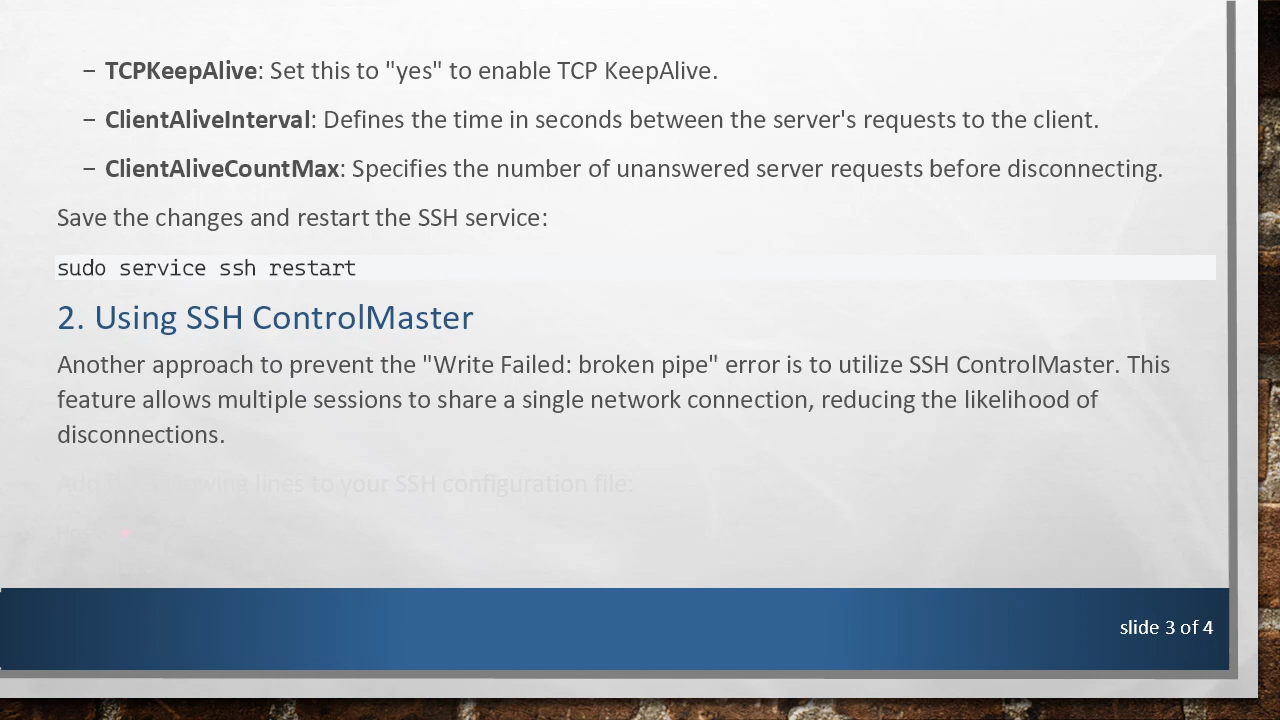 – TCPKeepAlive: Set this to "yes" to enable TCP KeepAlive.
– ClientAliveInterval: Defines the time in seconds between the server's requests to the client.
– ClientAliveCountMax: Specifies the number of unanswered server requests before disconnecting.
Save the changes and restart the SSH service:
sudo service ssh restart
2. Using SSH ControlMaster
Another approach to prevent the "Write Failed: broken pipe" error is to utilize SSH ControlMaster. This
feature allows multiple sessions to share a single network connection, reducing the likelihood of
disconnections.
Add lines to your SSH configuration file:
slide 3 of 4